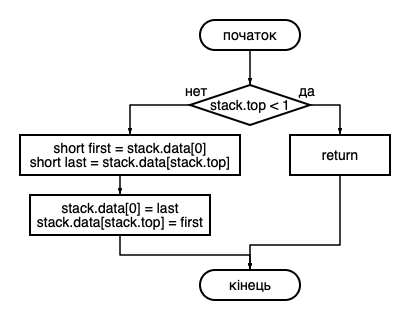 початок
нет
да
stack.top < 1
short first = stack.data[0]
short last = stack.data[stack.top]
return
stack.data[0] = last
stack.data[stack.top] = first
кінець